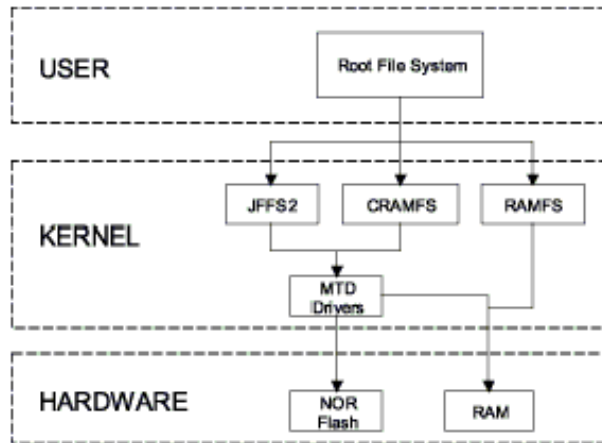 USER
Root File System
JFFS2
CRAMFS
RAMFS
KERNEL
MTD
Drivers
HARDWARE
NOR
Flash
RAM